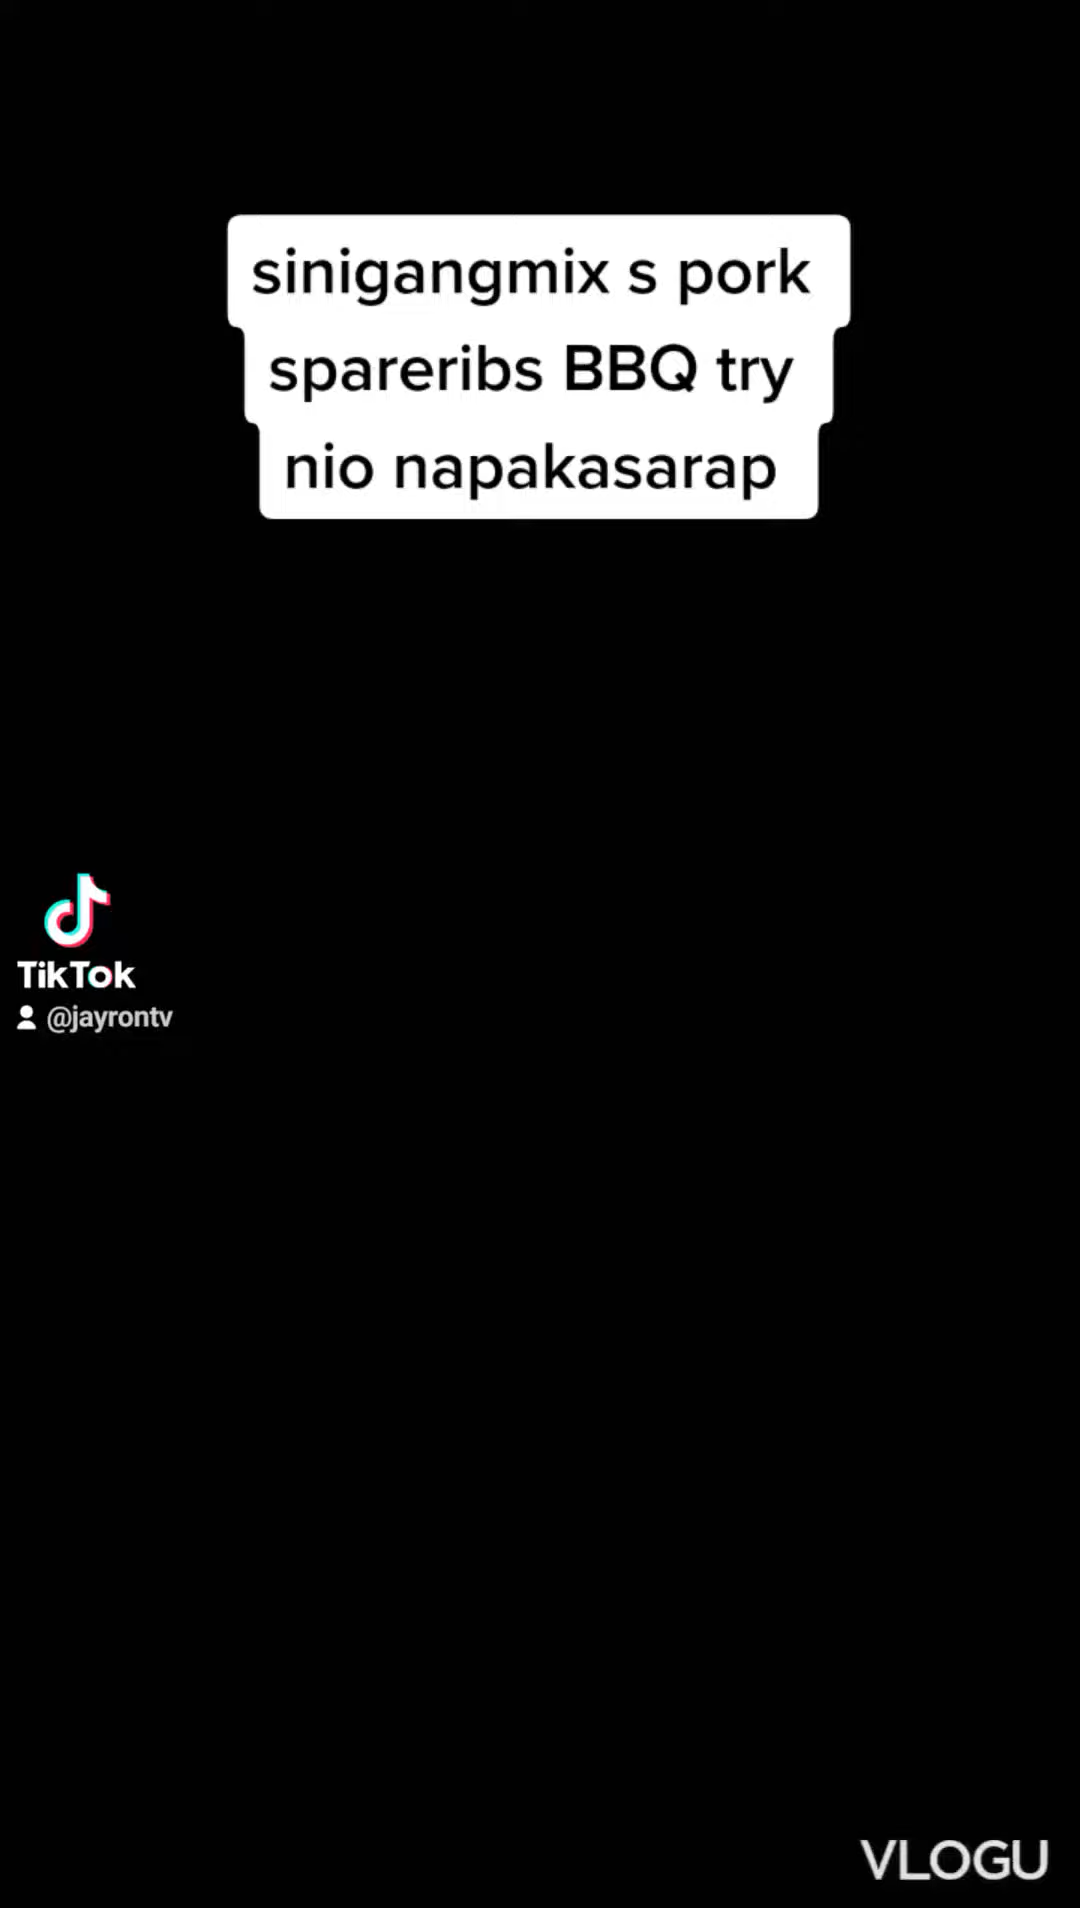 sinigangmix s pork
spareribs BBQ try
nio napakasarap
TikTok
@jayrontv
VLOGU